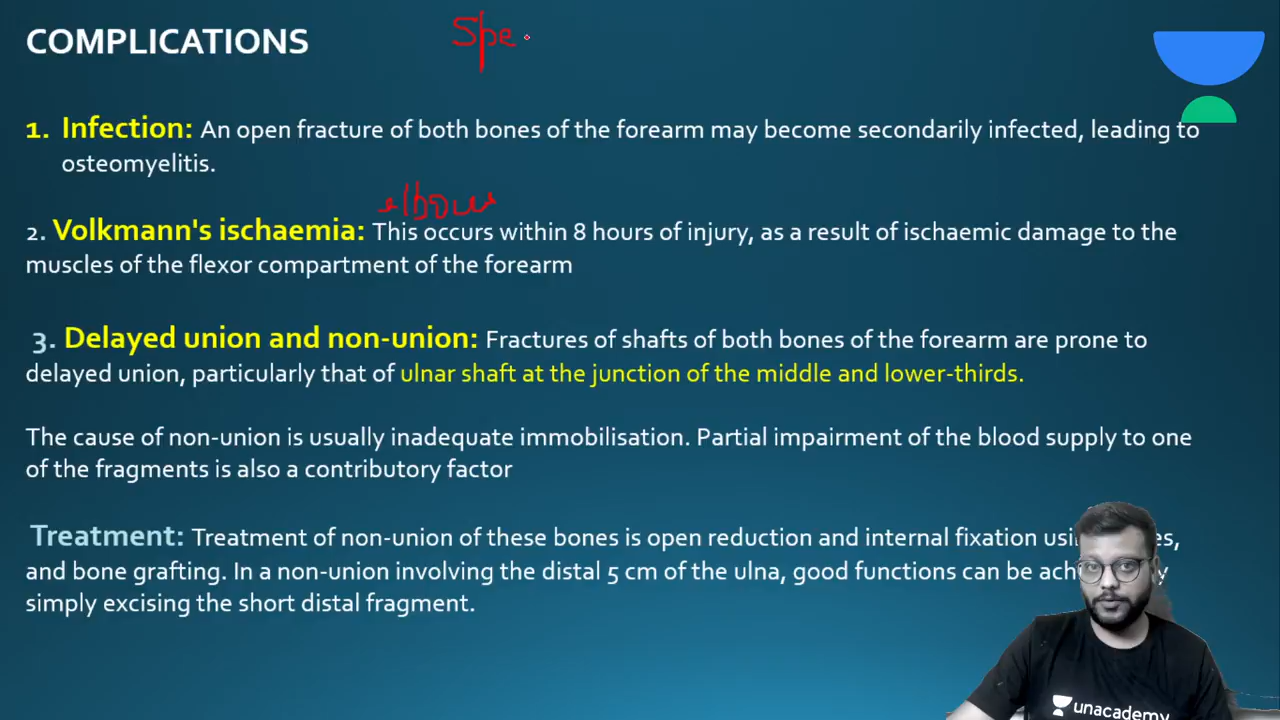 COMPLICATIONS
Spe
1. Infection: An open fracture of both bones of the forearm may become secondarily infected, leading to
osteomyelitis.
elbow
2. Volkmann's ischaemia: This occurs within 8 hours of injury, as a result of ischaemic damage to the
muscles of the flexor compartment of the forearm
3. Delayed union and non-union: Fractures of shafts of both bones of the forearm are prone to
delayed union, particularly that of ulnar shaft at the junction of the middle and lower-thirds.
The cause of non-union is usually inadequate immobilisation. Partial impairment of the blood supply to one
of the fragments is also a contributory factor
Treatment: Treatment of non-union of these bones is open reduction and internal fixation
and bone grafting. In a non-union involving the distal 5 cm of the ulna, good functions can be
simply excising the short distal fragment.
unacademy